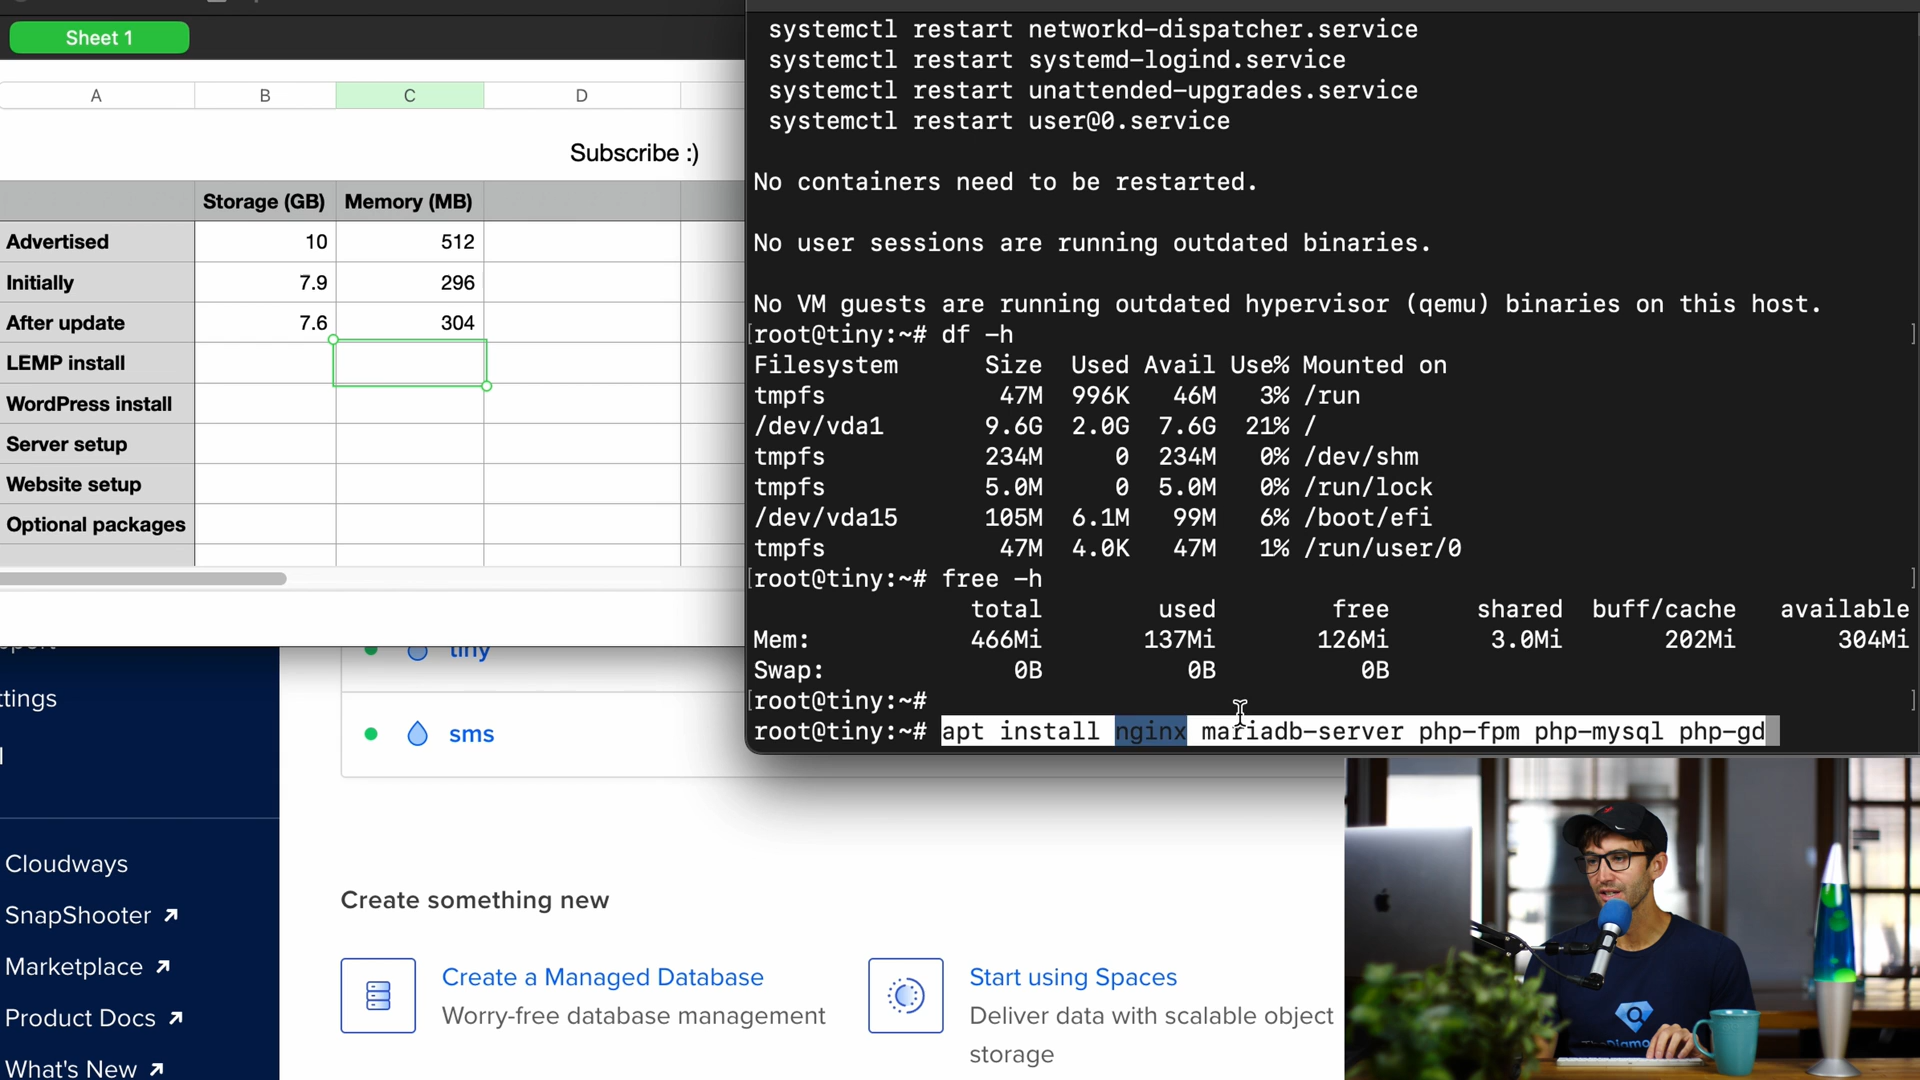 Sheet 1
A B C D
Subscribe :)
Storage (GB) Memory (MB)
Advertised 10 512
Initially 7.9 296
After update 7.6 304
LEMP install
WordPress install
Server setup
Website setup
Optional packages
systemctl restart networkd-dispatcher.service
systemctl restart systemd-logind.service
systemctl restart unattended-upgrades.service
systemctl restart user@0.service
No containers need to be restarted.
No user sessions are running outdated binaries.
No VM guests are running outdated hypervisor (qemu) binaries on this host.
[root@tiny:~# df -h ]
Filesystem Size Used Avail Use% Mounted on
tmpfs 47M 996K 46M 3% /run
/dev/vda1 9.6G 2.0G 7.6G 21% /
tmpfs 234M 0 234M 0% /dev/shm
tmpfs 5.0M 0 5.0M 0% /run/lock
/dev/vda15 105M 6.1M 99M 6% /boot/efi
tmpfs 47M 4.0K 47M 1% /run/user/0
[root@tiny:~# free -h ]
total used free shared buff/cache available
Mem: 466Mi 137Mi 126Mi 3.0Mi 202Mi 304Mi
Swap: 0B 0B 0B
[root@tiny:~# ]
root@tiny:~# apt install nginx mariadb-server php-fpm php-mysql php-gd
ttings
Cloudways
SnapShooter
Marketplace
Product Docs
What's New
tiny
sms
Create something new
Create a Managed Database
Worry-free database management
Start using Spaces
Deliver data with scalable object
storage